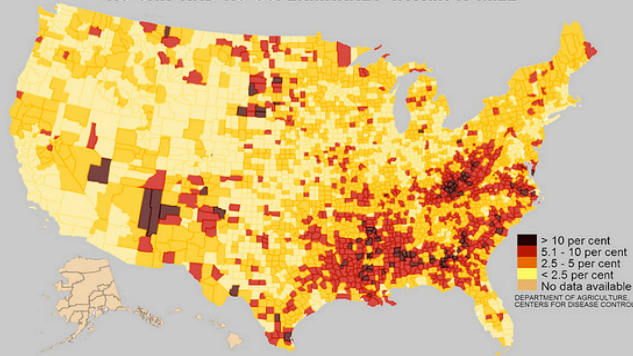 > 10 per cent
5.1 - 10 per cent
2.5 - 5 per cent
< 2.5 per cent
No data available
DEPARTMENT OF AGRICULTURE,
CENTERS FOR DISEASE CONTROL